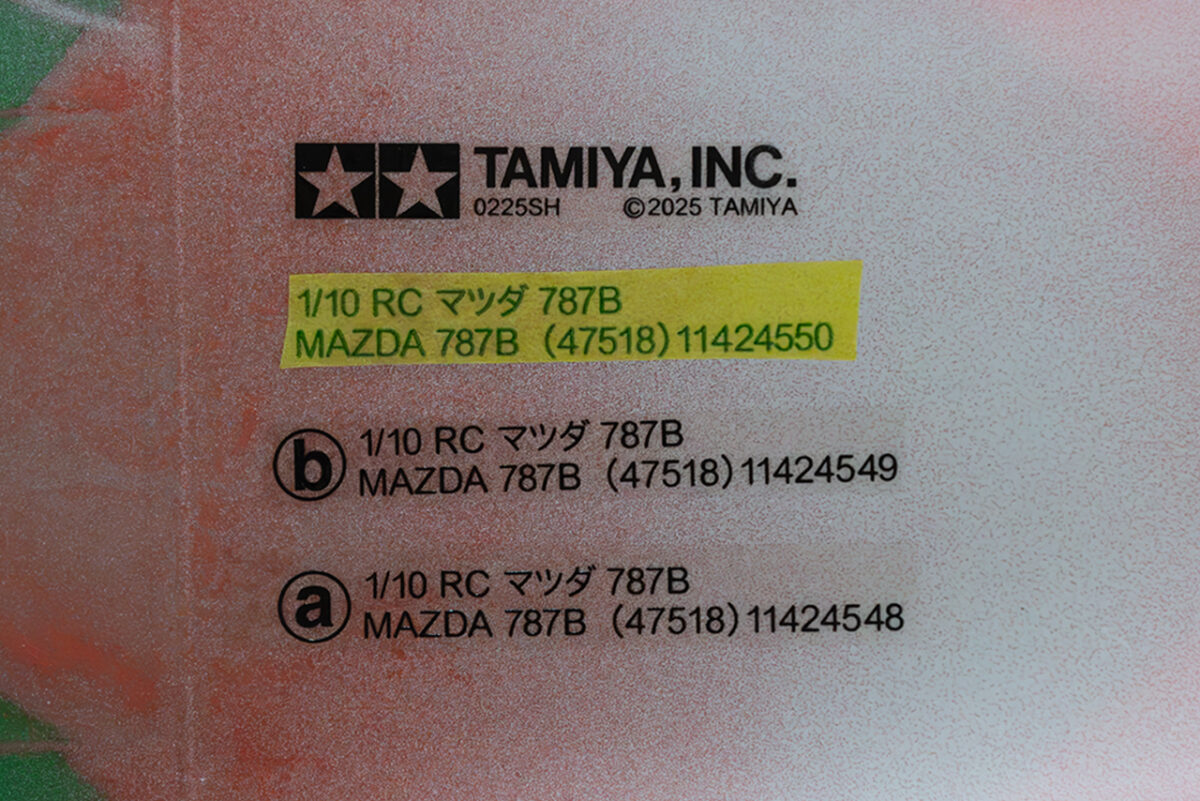 TAMIYA, INC.
0225SH ©2025 TAMIYA
1/10 RC マツダ 787B
MAZDA 787B (47518) 11424550
ⓑ 1/10 RC マツダ 787B
MAZDA 787B (47518) 11424549
ⓐ 1/10 RC マツダ 787B
MAZDA 787B (47518) 11424548